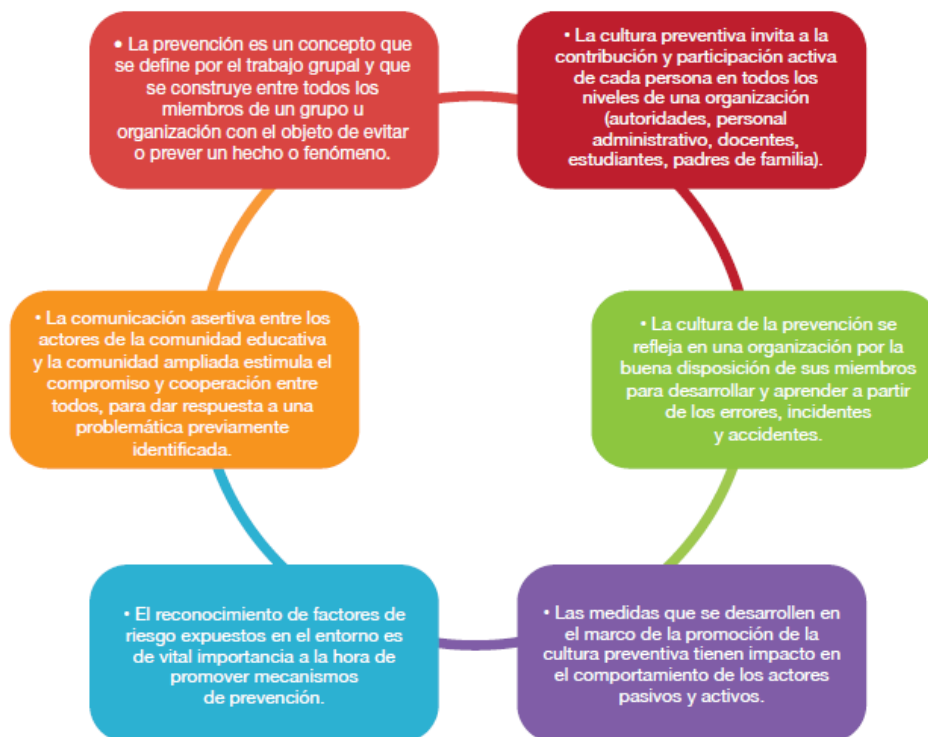 • La prevención es un concepto que
se define por el trabajo grupal y que
se construye entre todos los
miembros de un grupo u
organización con el objeto de evitar
o prever un hecho o fenómeno.
• La cultura preventiva invita a la
contribución y participación activa
de cada persona en todos los
niveles de una organización
(autoridades, personal
administrativo, docentes,
estudiantes, padres de familia).
• La cultura de la prevención se
refleja en una organización por la
buena disposición de sus miembros
para desarrollar y aprender a partir
de los errores, incidentes
y accidentes.
• Las medidas que se desarrollen en
el marco de la promoción de la
cultura preventiva tienen impacto en
el comportamiento de los actores
pasivos y activos.
• El reconocimiento de factores de
riesgo expuestos en el entorno es
de vital importancia a la hora de
promover mecanismos
de prevención.
• La comunicación asertiva entre los
actores de la comunidad educativa
y la comunidad ampliada estimula el
compromiso y cooperación entre
todos, para dar respuesta a una
problemática previamente
identificada.